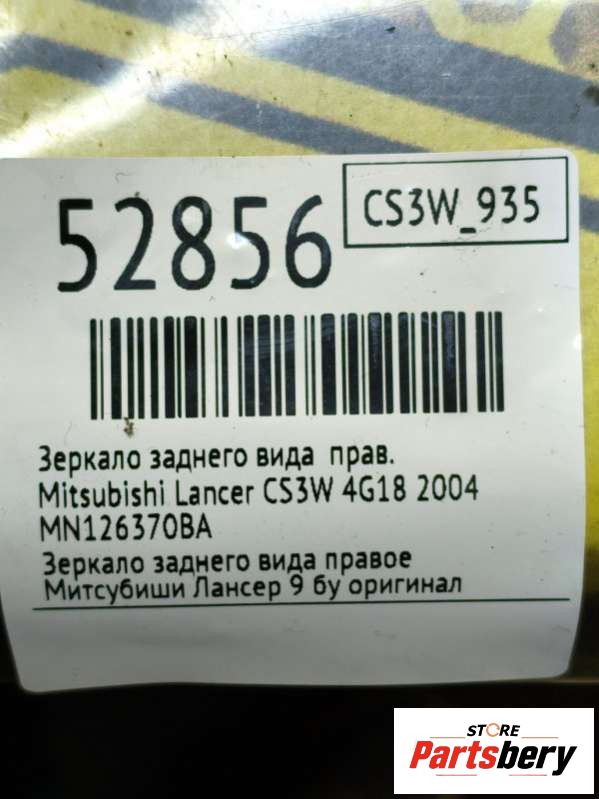 52856
CS3W_935
Зеркало заднего вида прав.
Mitsubishi Lancer CS3W 4G18 2004
MN126370BA
Зеркало заднего вида правое
Митсубиши Лансер 9 бу оригинал
STORE
Partsbery